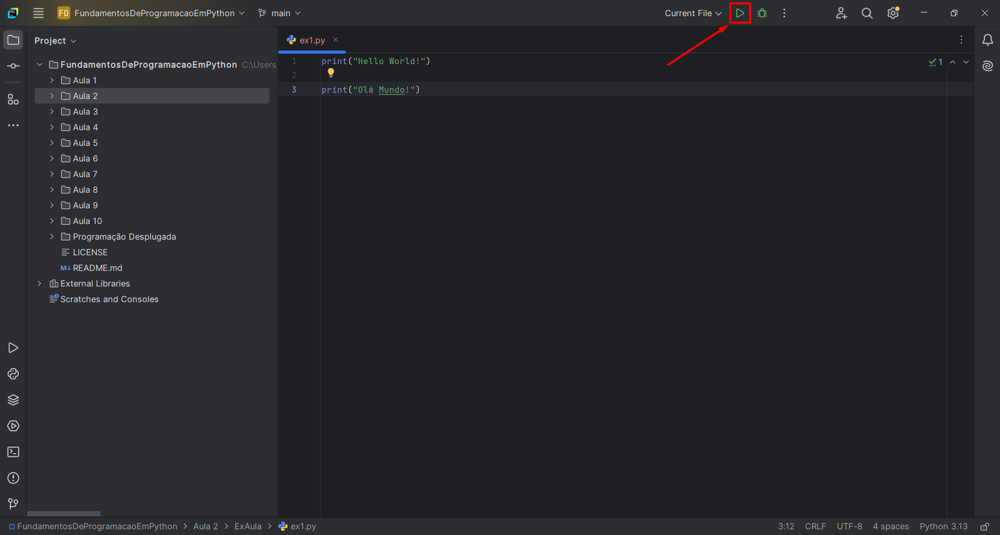 PC
FD FundamentosDeProgramacaoEmPython main Current File
Project
ex1.py
FundamentosDeProgramacaoEmPython C:\Users
Aula 1
Aula 2
Aula 3
Aula 4
Aula 5
Aula 6
Aula 7
Aula 8
Aula 9
Aula 10
Programação Desplugada
LICENSE
M↓ README.md
External Libraries
Scratches and Consoles
1 print("Hello World!")
2
3 print("Olá Mundo!")
1
FundamentosDeProgramacaoEmPython > Aula 2 > ExAula > ex1.py
3:12 CRLF UTF-8 4 spaces Python 3.13